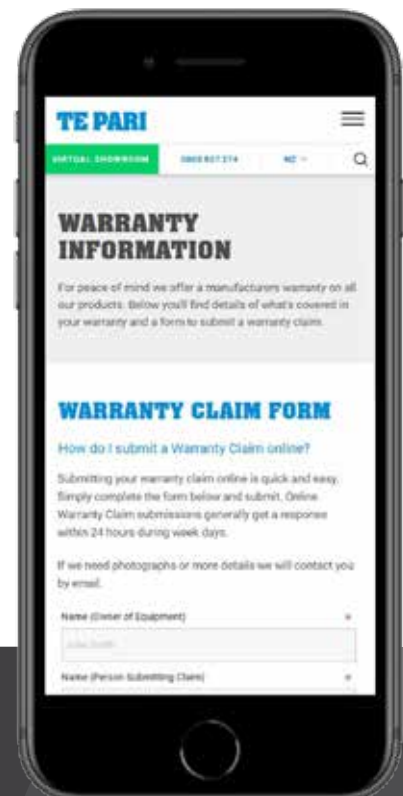 TE PARI
VIRTUAL SHOWROOM
0800 837 274
NZ
WARRANTY
INFORMATION
For peace of mind we offer a manufacturers warranty on all
our products. Below you'll find details of what's covered in
your warranty and a form to submit a warranty claim.
WARRANTY CLAIM FORM
How do I submit a Warranty Claim online?
Submitting your warranty claim online is quick and easy.
Simply complete the form below and submit. Online
Warranty Claim submissions generally get a response
within 24 hours during week days.
If we need photographs or more details we will contact you
by email.
Name (Owner of Equipment) *
Name (Person Submitting Claim) *